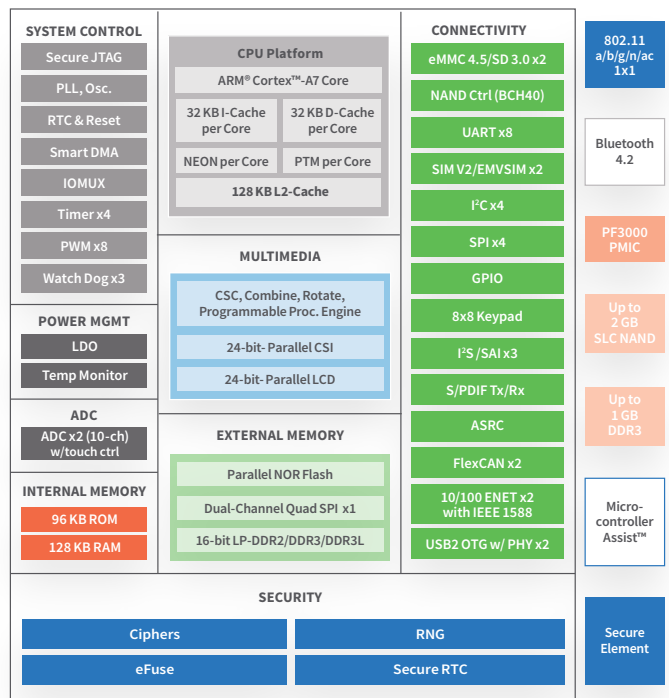 SYSTEM CONTROL
Secure JTAG
PLL, Osc.
RTC & Reset
Smart DMA
IOMUX
Timer x4
PWM x8
Watch Dog x3
POWER MGMT
LDO
Temp Monitor
ADC
ADC x2 (10-ch)
w/touch ctrl
INTERNAL MEMORY
96 KB ROM
128 KB RAM
CPU Platform
ARM® Cortex™-A7 Core
32 KB I-Cache
per Core
32 KB D-Cache
per Core
NEON per Core
PTM per Core
128 KB L2-Cache
MULTIMEDIA
CSC, Combine, Rotate,
Programmable Proc. Engine
24-bit- Parallel CSI
24-bit- Parallel LCD
EXTERNAL MEMORY
Parallel NOR Flash
Dual-Channel Quad SPI x1
16-bit LP-DDR2/DDR3/DDR3L
CONNECTIVITY
eMMC 4.5/SD 3.0 x2
NAND Ctrl (BCH40)
UART x8
SIM V2/EMVSIM x2
I²C x4
SPI x4
GPIO
8x8 Keypad
I²S /SAI x3
S/PDIF Tx/Rx
ASRC
FlexCAN x2
10/100 ENET x2
with IEEE 1588
USB2 OTG w/ PHY x2
SECURITY
Ciphers
RNG
eFuse
Secure RTC
802.11
a/b/g/n/ac
1x1
Bluetooth
4.2
PF3000
PMIC
Up to
2 GB
SLC NAND
Up to
1 GB
DDR3
Micro-
controller
Assist™
Secure
Element